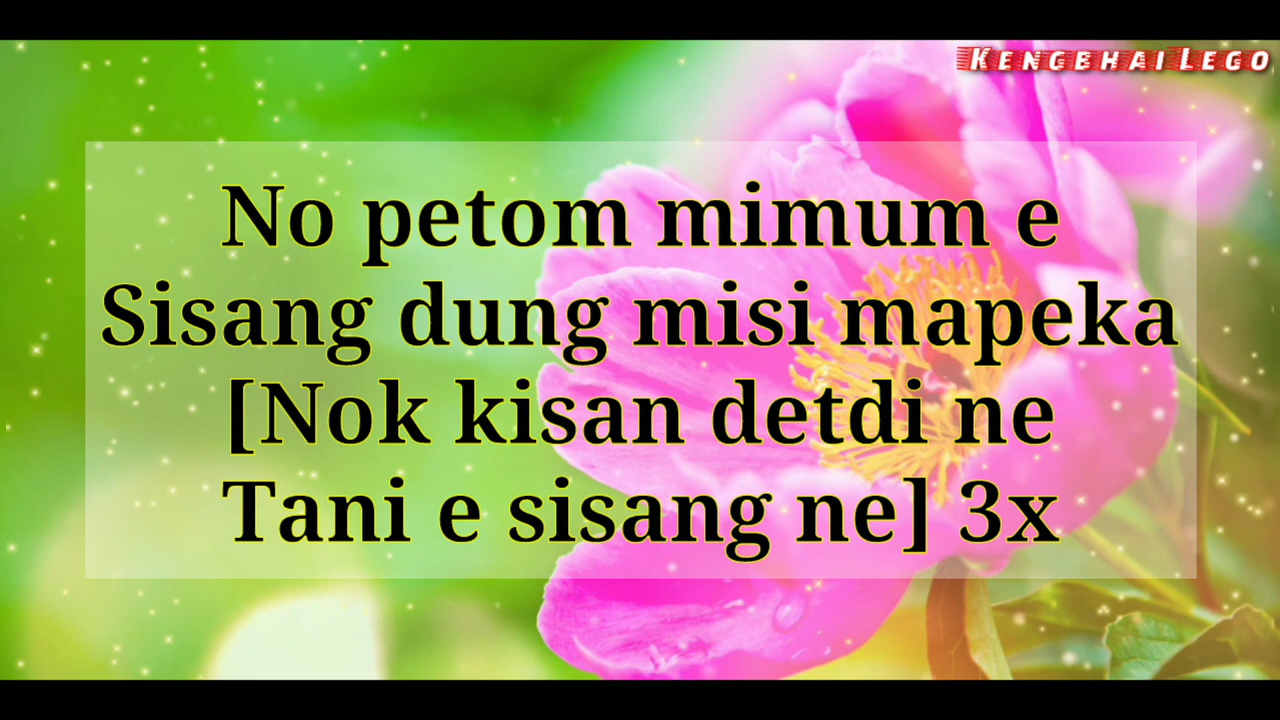 KENGBHAI LEGO
No petom mimum e
Sisang dung misi mapeka
[Nok kisan detdi ne
Tani e sisang ne] 3x